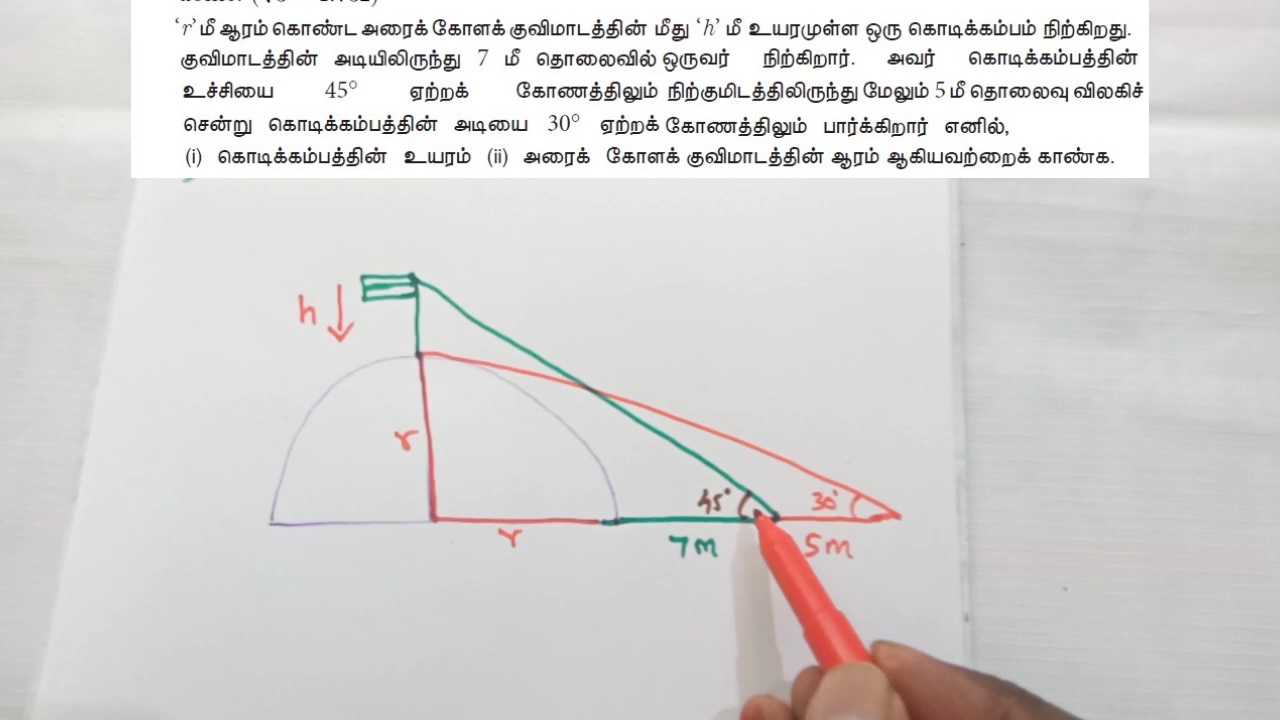 'r' மீ ஆரம் கொண்ட அரைக் கோளக் குவிமாடத்தின் மீது 'h' மீ உயரமுள்ள ஒரு கொடிக்கம்பம் நிற்கிறது.
குவிமாடத்தின் அடியிலிருந்து 7 மீ தொலைவில் ஒருவர் நிற்கிறார். அவர் கொடிக்கம்பத்தின்
உச்சியை 45° ஏற்றக் கோணத்திலும் நிற்குமிடத்திலிருந்து மேலும் 5 மீ தொலைவு விலகிச்
சென்று கொடிக்கம்பத்தின் அடியை 30° ஏற்றக் கோணத்திலும் பார்க்கிறார் எனில்,
(i) கொடிக்கம்பத்தின் உயரம் (ii) அரைக் கோளக் குவிமாடத்தின் ஆரம் ஆகியவற்றைக் காண்க.
h
r
45° 30°
r 7m 5m